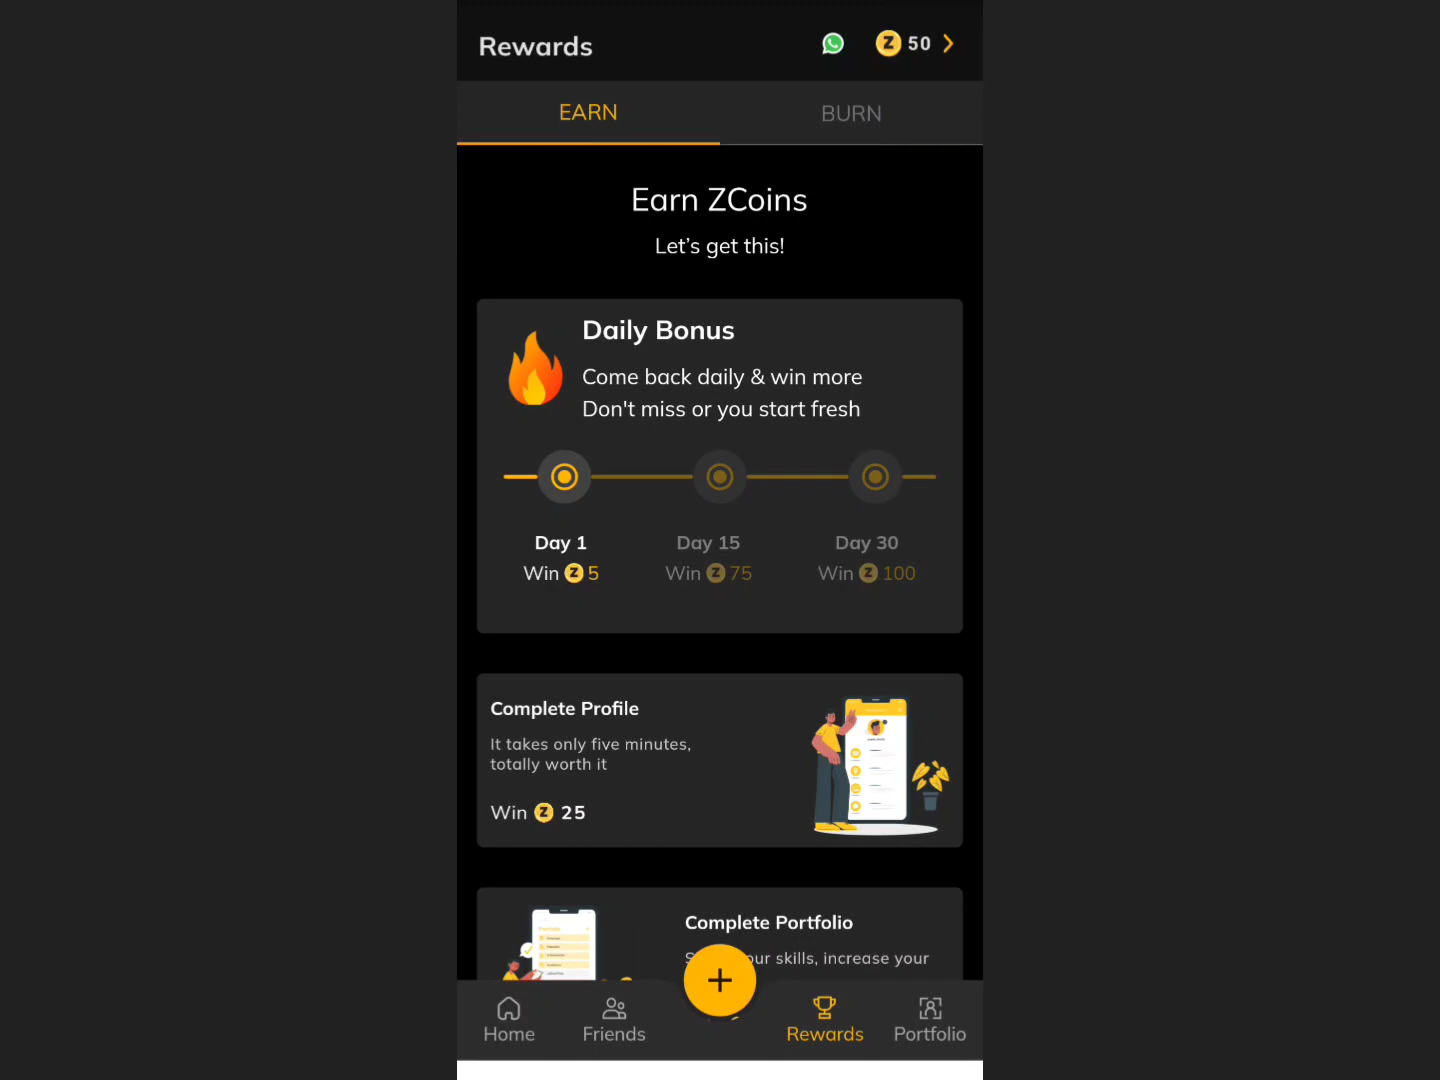 Rewards
Z 50
EARN
BURN
Earn ZCoins
Let's get this!
Daily Bonus
Come back daily & win more
Don't miss or you start fresh
Day 1
Win Z 5
Day 15
Win Z 75
Day 30
Win Z 100
Complete Profile
It takes only five minutes,
totally worth it
Win Z 25
Complete Portfolio
our skills, increase your
Home
Friends
Rewards
Portfolio